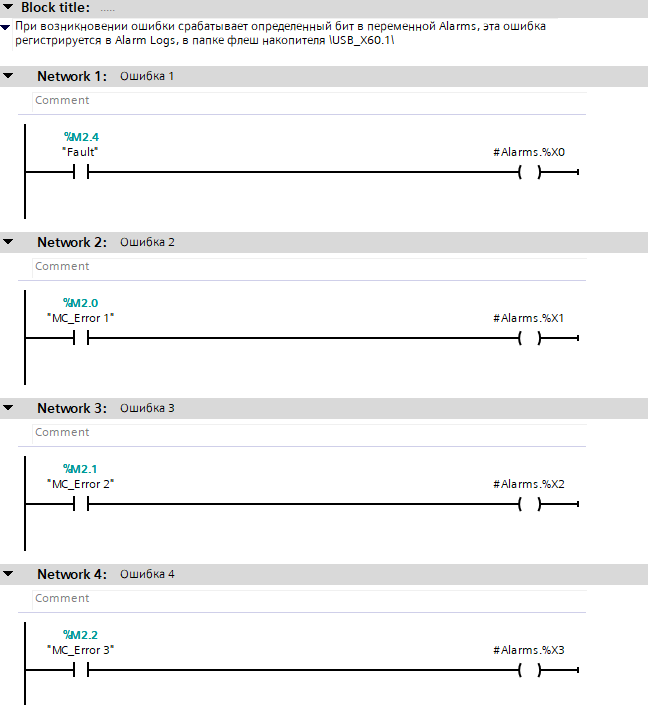 Block title: .....
При возникновении ошибки срабатывает определенный бит в переменной Alarms, эта ошибка
регистрируется в Alarm Logs, в папке флеш накопителя \USB_X60.1\
Network 1: Ошибка 1
Comment
%M2.4
"Fault" #Alarms.%X0
Network 2: Ошибка 2
Comment
%M2.0
"MC_Error 1" #Alarms.%X1
Network 3: Ошибка 3
Comment
%M2.1
"MC_Error 2" #Alarms.%X2
Network 4: Ошибка 4
Comment
%M2.2
"MC_Error 3" #Alarms.%X3